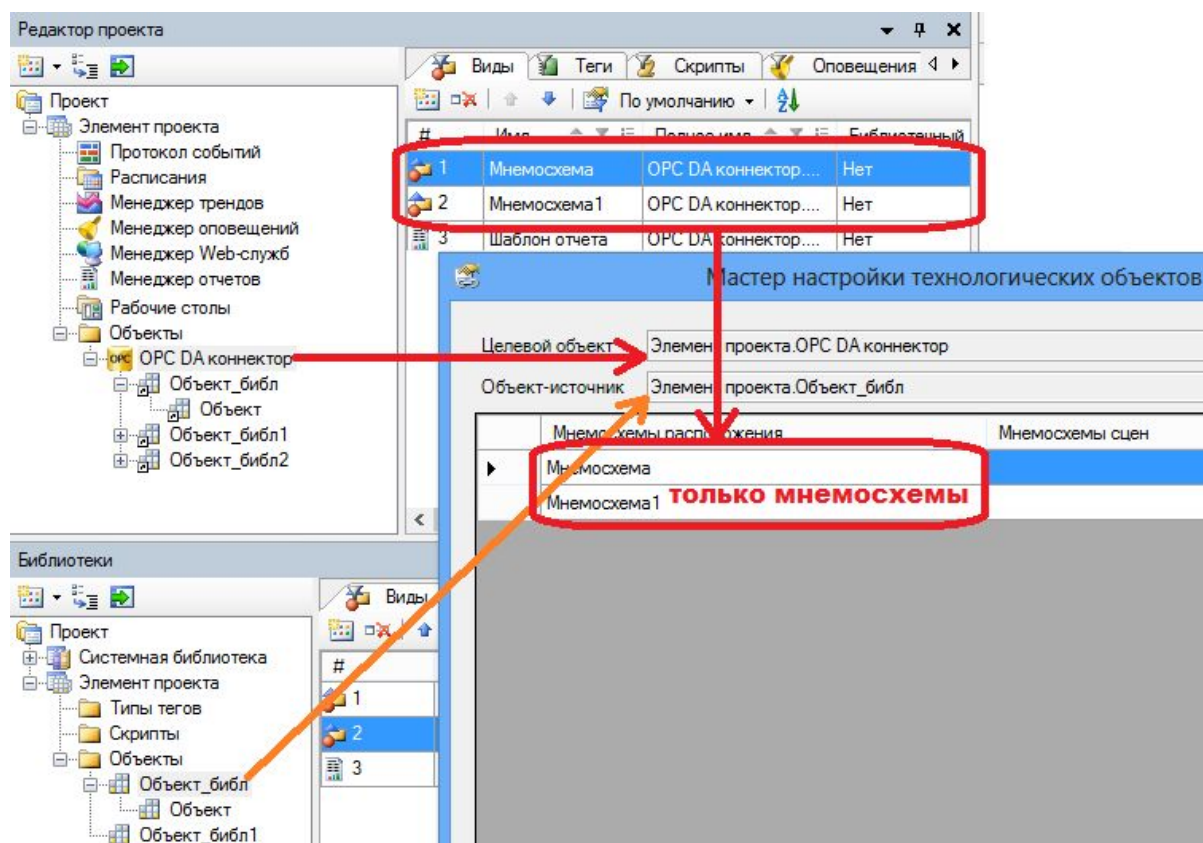 Редактор проекта
Виды Теги Скрипты Оповещения
По умолчанию
Проект
Элемент проекта
Протокол событий
Расписания
Менеджер трендов
Менеджер оповещений
Менеджер Web-служб
Менеджер отчетов
Рабочие столы
Объекты
OPC DA коннектор
Объект_библ
Объект
Объект_библ1
Объект_библ2
# Имя Полное имя Библиотечный
1 Мнемосхема OPC DA коннектор.... Нет
2 Мнемосхема1 OPC DA коннектор.... Нет
3 Шаблон отчета OPC DA коннектор.... Нет
Мастер настройки технологических объектов
Целевой объект Элемент проекта.OPC DA коннектор
Объект-источник Элемент проекта.Объект_библ
Мнемосхемы расположения Мнемосхемы сцен
Мнемосхема
Мнемосхема1 только мнемосхемы
Библиотеки
Виды
Проект
Системная библиотека
Элемент проекта
Типы тегов
Скрипты
Объекты
Объект_библ
Объект
Объект_библ1
#
1
2
3